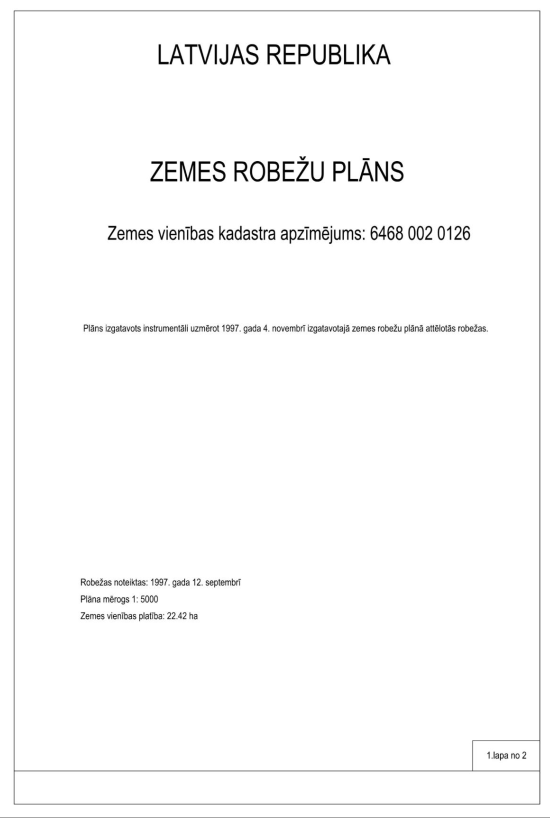 LATVIJAS REPUBLIKA
ZEMES ROBEŽU PLĀNS
Zemes vienības kadastra apzīmējums: 6468 002 0126
Plāns izgatavots instrumentāli uzmērot 1997. gada 4. novembrī izgatavotajā zemes robežu plānā attēlotās robežas.
Robežas noteiktas: 1997. gada 12. septembrī
Plāna mērogs 1: 5000
Zemes vienības platība: 22.42 ha
1.lapa no 2